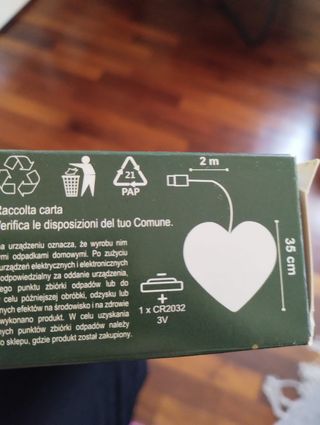 2 m
21
PAP
Raccolta carta
Verifica le disposizioni del tuo Comune.
35 cm
na urządzeniu oznacza, że wyrobu nim
ymi odpadkami domowymi. Po zużyciu
urządzeń elektrycznych i elektronicznych
odpowiedzialny za oddanie urządzenia,
ego punktu zbiórki odpadów lub do
w celu późniejszej obróbki, odzysku lub
nych efektów na środowisko i na zdrowie
wykonano produkt. W celu uzyskania
nych punktów zbiórki odpadów należy
o sklepu, gdzie produkt został zakupiony.
1 x CR2032
3V